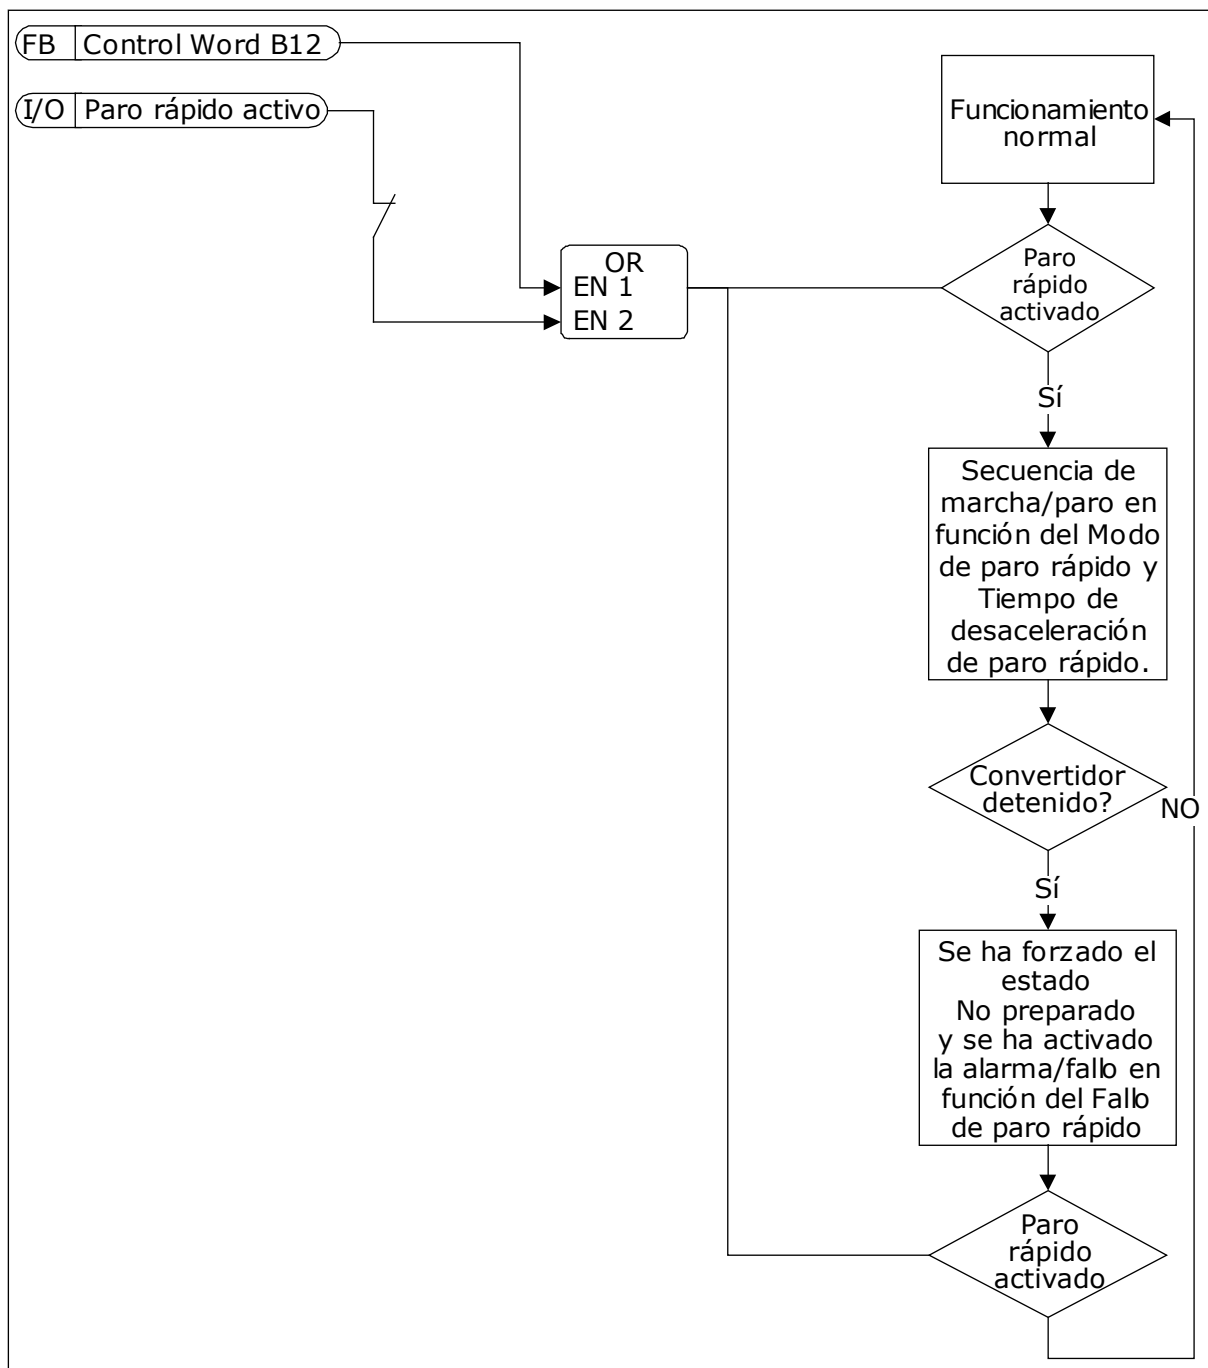 FB Control Word B12
I/O Paro rápido activo
OR
EN 1
EN 2
Funcionamiento
normal
Paro
rápido
activado
Sí
Secuencia de
marcha/paro en
función del Modo
de paro rápido y
Tiempo de
desaceleración
de paro rápido.
Convertidor
detenido?
NO
Sí
Se ha forzado el
estado
No preparado
y se ha activado
la alarma/fallo en
función del Fallo
de paro rápido
Paro
rápido
activado